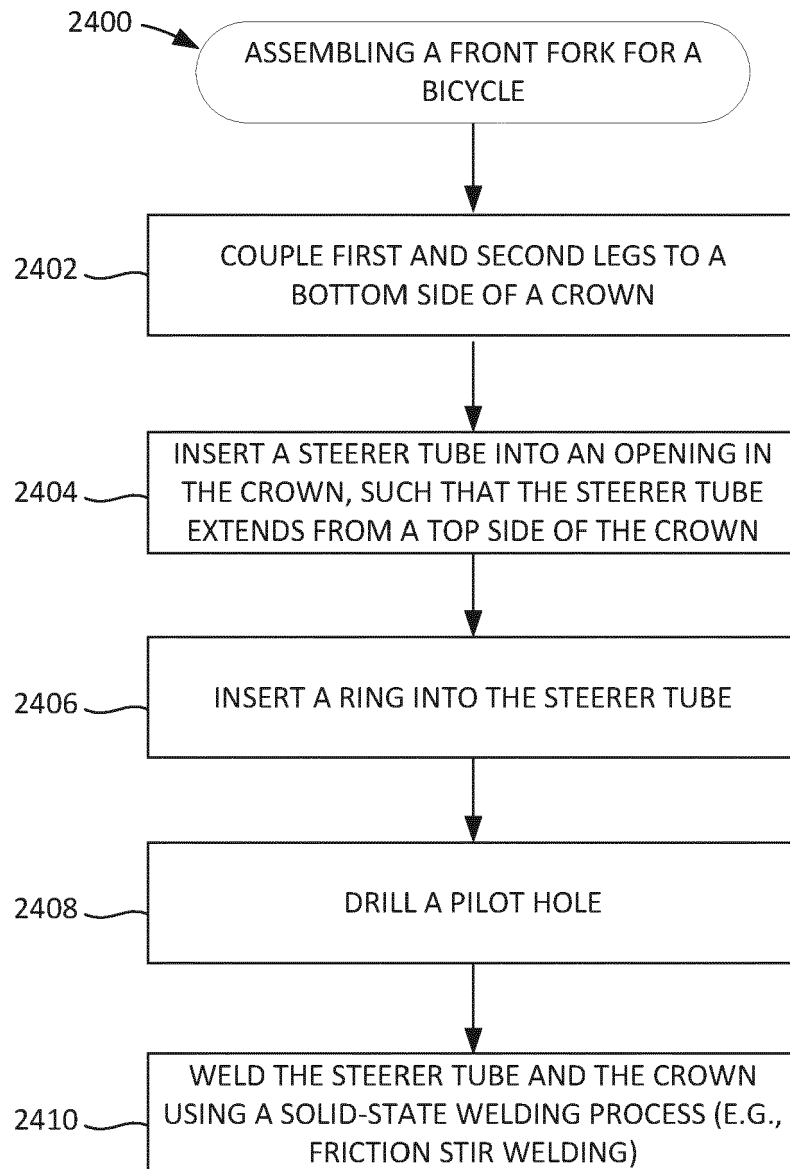 2400
ASSEMBLING A FRONT FORK FOR A
BICYCLE
2402
COUPLE FIRST AND SECOND LEGS TO A
BOTTOM SIDE OF A CROWN
2404
INSERT A STEERER TUBE INTO AN OPENING IN
THE CROWN, SUCH THAT THE STEERER TUBE
EXTENDS FROM A TOP SIDE OF THE CROWN
2406
INSERT A RING INTO THE STEERER TUBE
2408
DRILL A PILOT HOLE
2410
WELD THE STEERER TUBE AND THE CROWN
USING A SOLID-STATE WELDING PROCESS (E.G.,
FRICTION STIR WELDING)